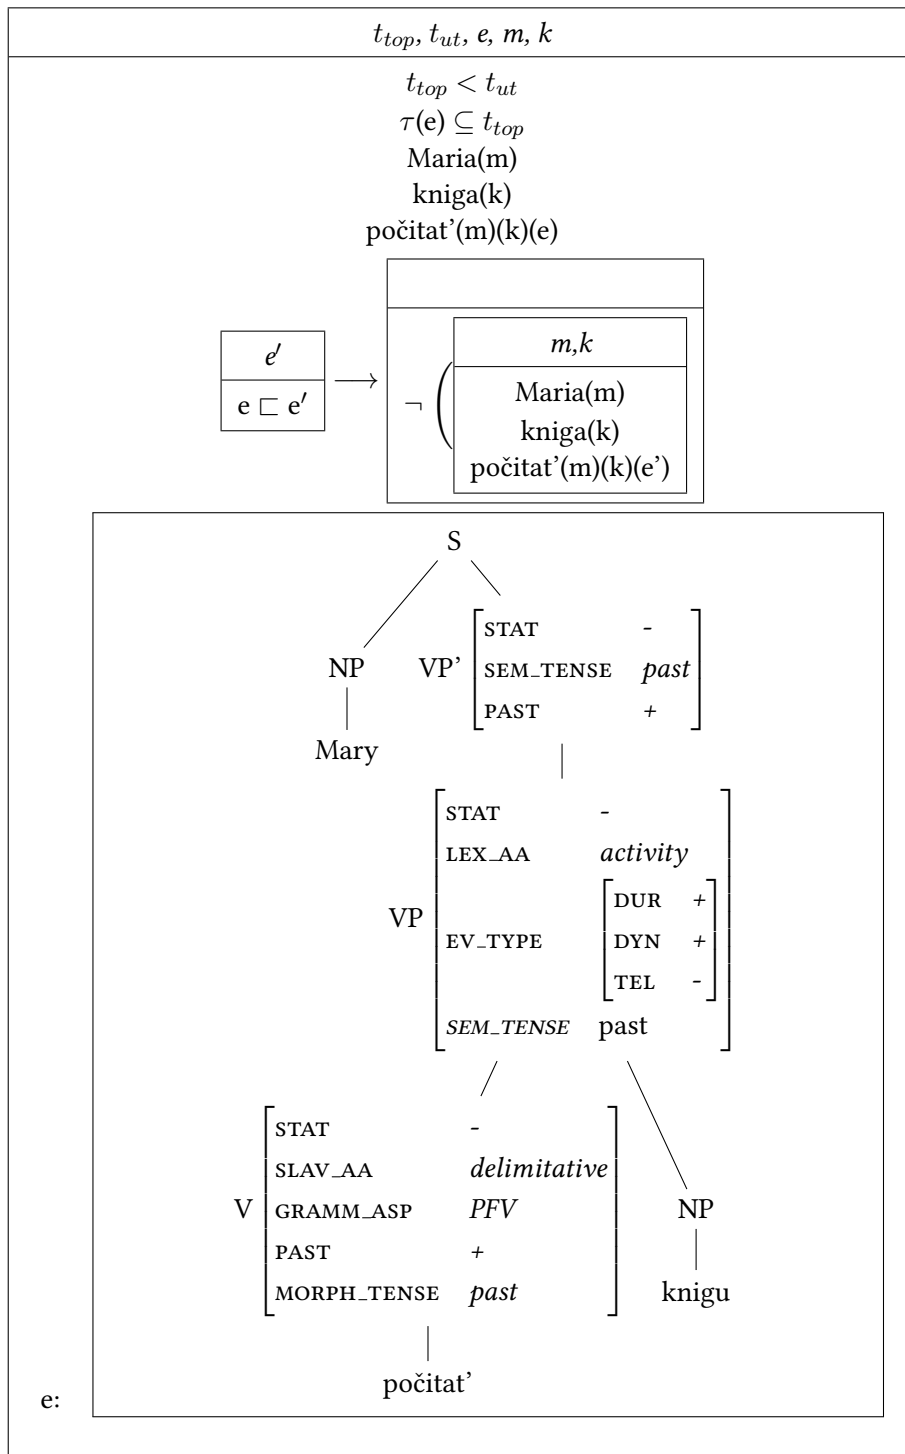 t_top, t_ut, e, m, k
t_top < t_ut
τ(e) ⊆ t_top
Maria(m)
kniga(k)
počitat’(m)(k)(e)
e′
e ⊏ e′
⟶
¬ (
m,k
Maria(m)
kniga(k)
počitat’(m)(k)(e’)
S
NP
Mary
VP’
STAT -
SEM_TENSE past
PAST +
VP
STAT -
LEX_AA activity
EV_TYPE
DUR +
DYN +
TEL -
SEM_TENSE past
V
STAT -
SLAV_AA delimitative
GRAMM_ASP PFV
PAST +
MORPH_TENSE past
NP
knigu
počitat’
e: